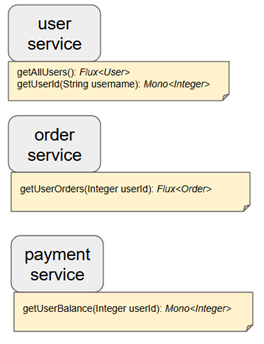 user
service
getAllUsers(): Flux<User>
getUserId(String username): Mono<Integer>
order
service
getUserOrders(Integer userId): Flux<Order>
payment
service
getUserBalance(Integer userId): Mono<Integer>